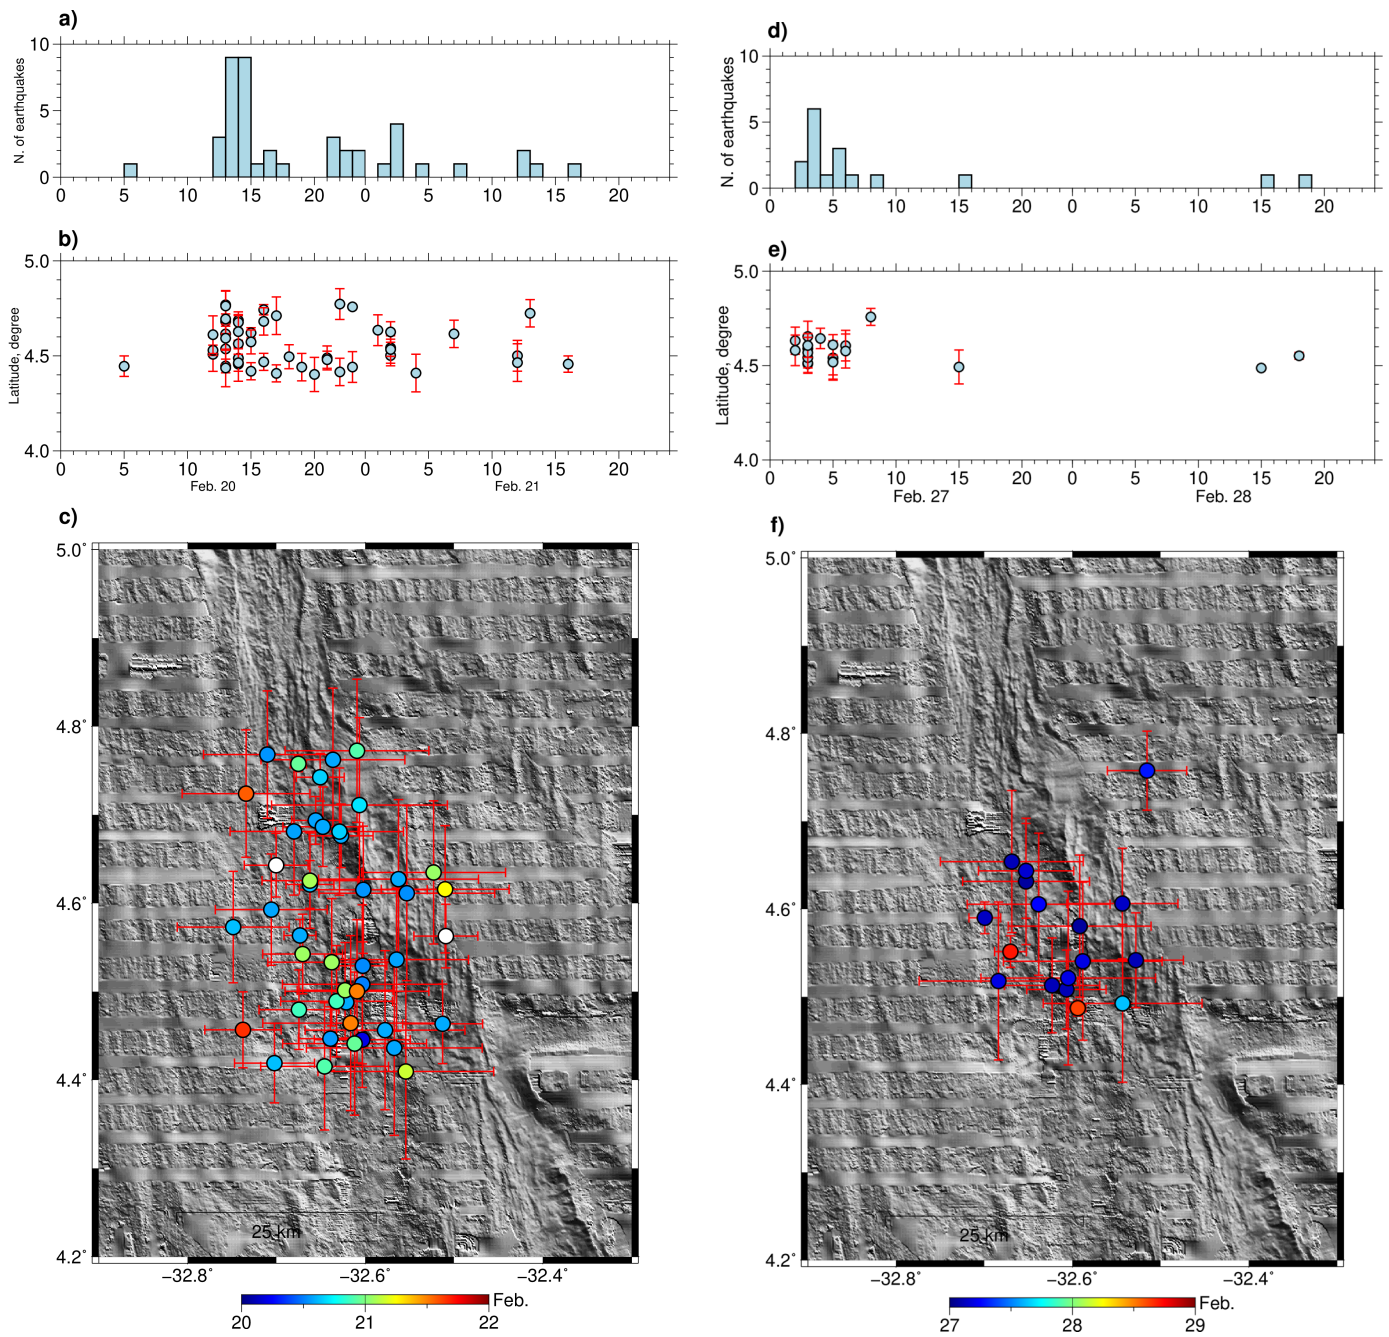 a)
N. of earthquakes
10
5
0
0 5 10 15 20 0 5 10 15 20
b)
Latitude, degree
5.0
4.5
4.0
0 5 10 15 20 0 5 10 15 20
Feb. 20 Feb. 21
c)
5.0°
4.8°
4.6°
4.4°
4.2°
25 km
−32.8° −32.6° −32.4°
Feb.
20 21 22
d)
N. of earthquakes
10
5
0
0 5 10 15 20 0 5 10 15 20
e)
Latitude, degree
5.0
4.5
4.0
0 5 10 15 20 0 5 10 15 20
Feb. 27 Feb. 28
f)
5.0°
4.8°
4.6°
4.4°
4.2°
25 km
−32.8° −32.6° −32.4°
Feb.
27 28 29